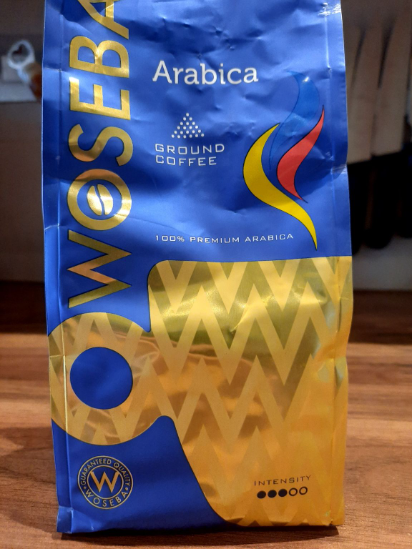 WOSEBA
Arabica
GROUND
COFFEE
100% PREMIUM ARABICA
GUARANTEED QUALITY
WOSEBA
INTENSITY